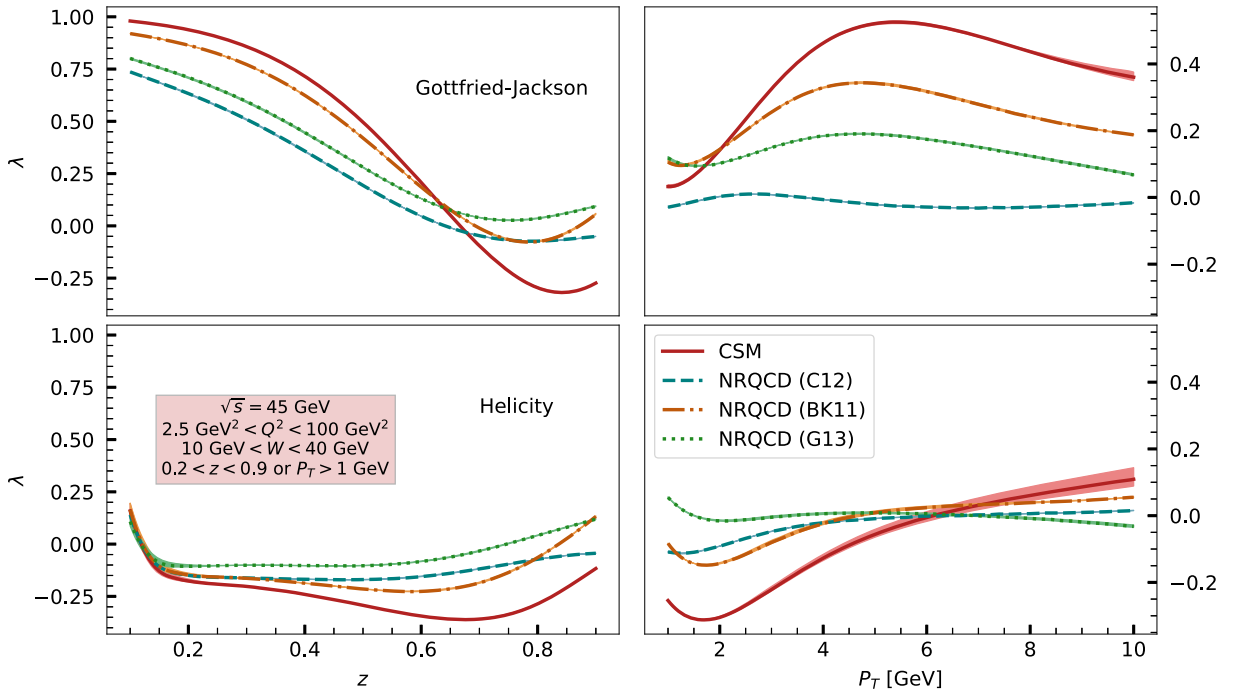 1.00
0.75
0.50
0.25
0.00
−0.25
λ
Gottfried-Jackson
0.4
0.2
0.0
−0.2
1.00
0.75
0.50
0.25
0.00
−0.25
λ
Helicity
√s = 45 GeV
2.5 GeV² < Q² < 100 GeV²
10 GeV < W < 40 GeV
0.2 < z < 0.9 or P_T > 1 GeV
0.2 0.4 0.6 0.8
z
CSM
NRQCD (C12)
NRQCD (BK11)
NRQCD (G13)
0.4
0.2
0.0
−0.2
2 4 6 8 10
P_T [GeV]